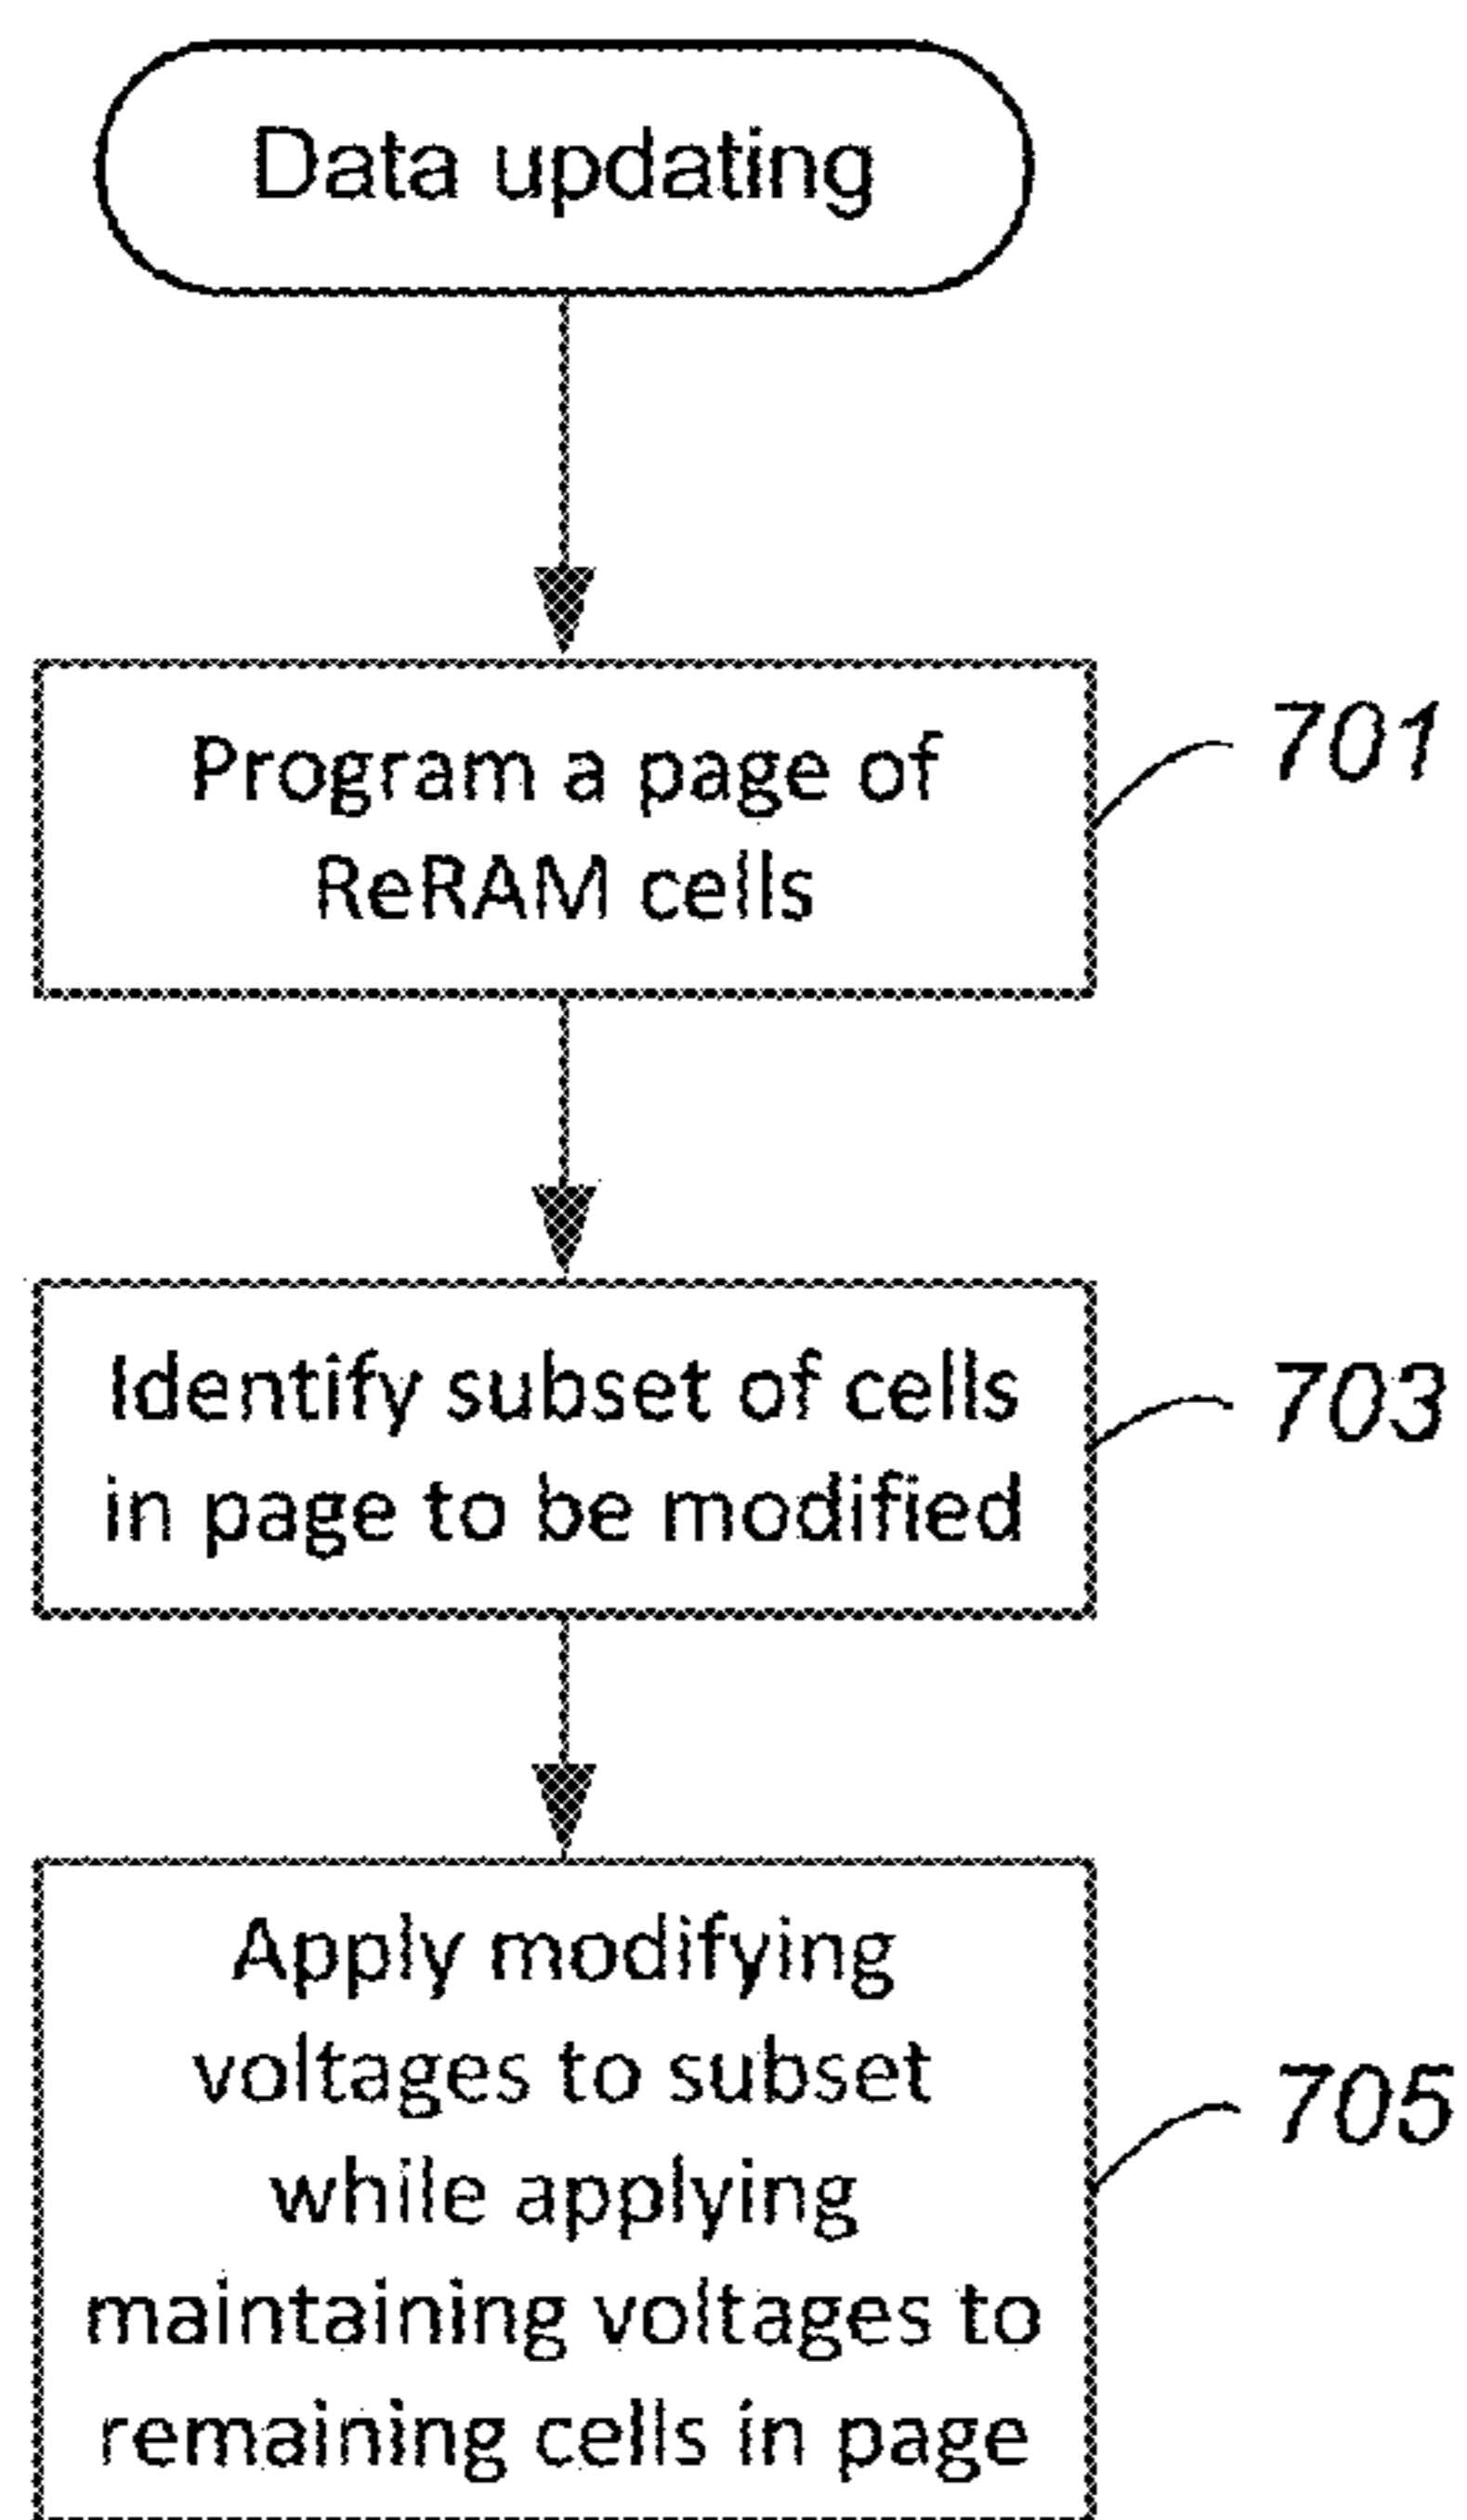 Data updating
Program a page of
ReRAM cells
701
Identify subset of cells
in page to be modified
703
Apply modifying
voltages to subset
while applying
maintaining voltages to
remaining cells in page
705